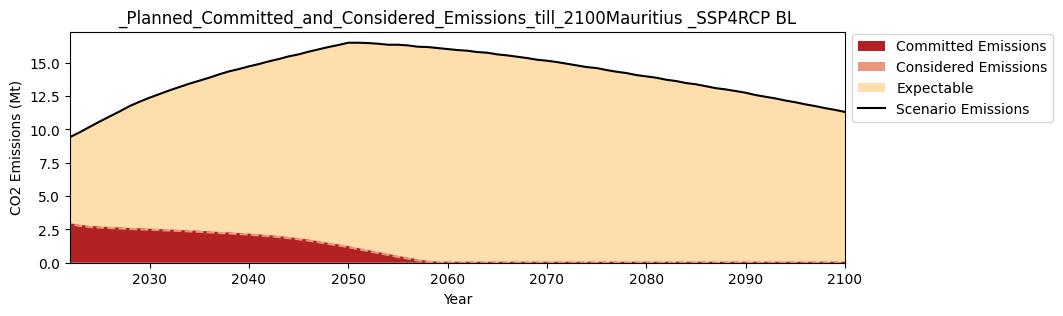 _Planned_Committed_and_Considered_Emissions_till_2100Mauritius _SSP4RCP BL
Committed Emissions
Considered Emissions
Expectable
Scenario Emissions
CO2 Emissions (Mt)
15.0
12.5
10.0
7.5
5.0
2.5
0.0
2030 2040 2050 2060 2070 2080 2090 2100
Year